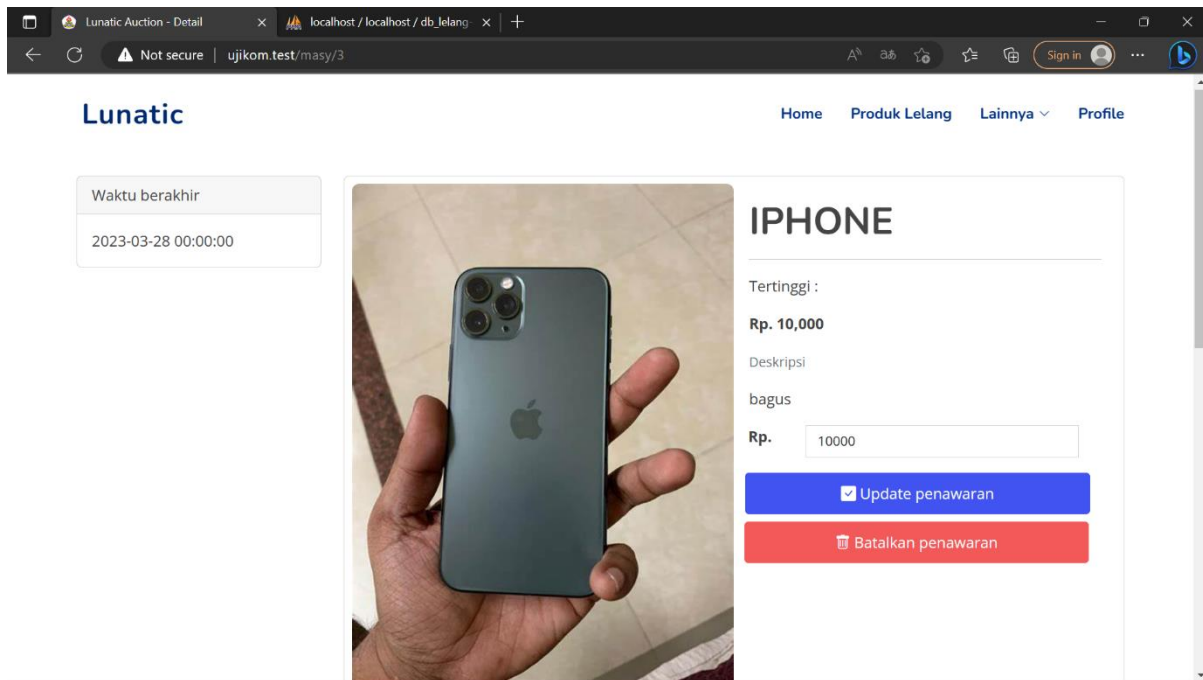 Lunatic Auction - Detail
localhost / localhost / db_lelang
Not secure | ujikom.test/masy/3
Sign in
Lunatic
Home Produk Lelang Lainnya Profile
Waktu berakhir
2023-03-28 00:00:00
IPHONE
Tertinggi :
Rp. 10,000
Deskripsi
bagus
Rp. 10000
Update penawaran
Batalkan penawaran